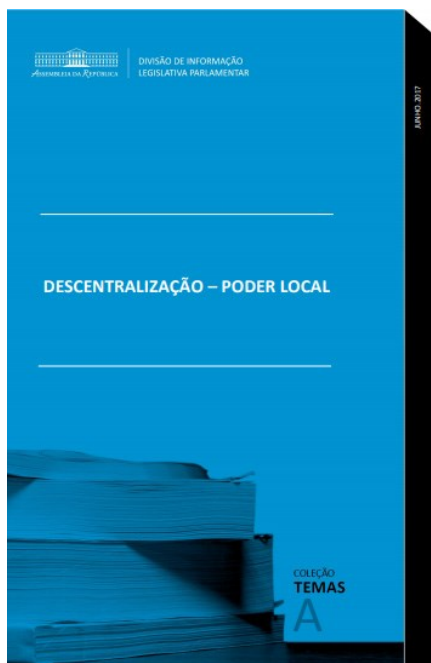 ASSEMBLEIA DA REPÚBLICA
DIVISÃO DE INFORMAÇÃO
LEGISLATIVA PARLAMENTAR
JUNHO 2017
DESCENTRALIZAÇÃO – PODER LOCAL
COLEÇÃO
TEMAS
A